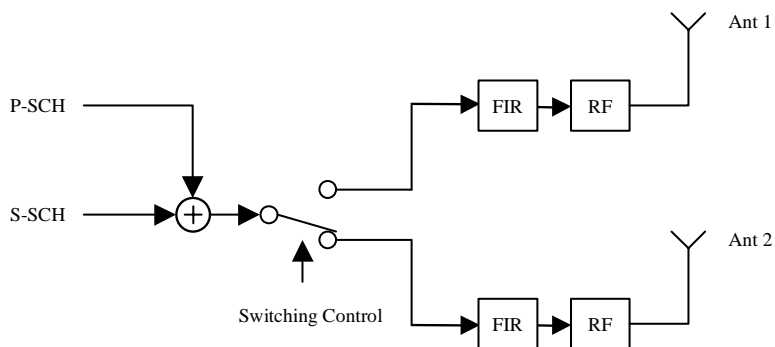 Ant 1
P-SCH
FIR
RF
S-SCH
Ant 2
Switching Control
FIR
RF